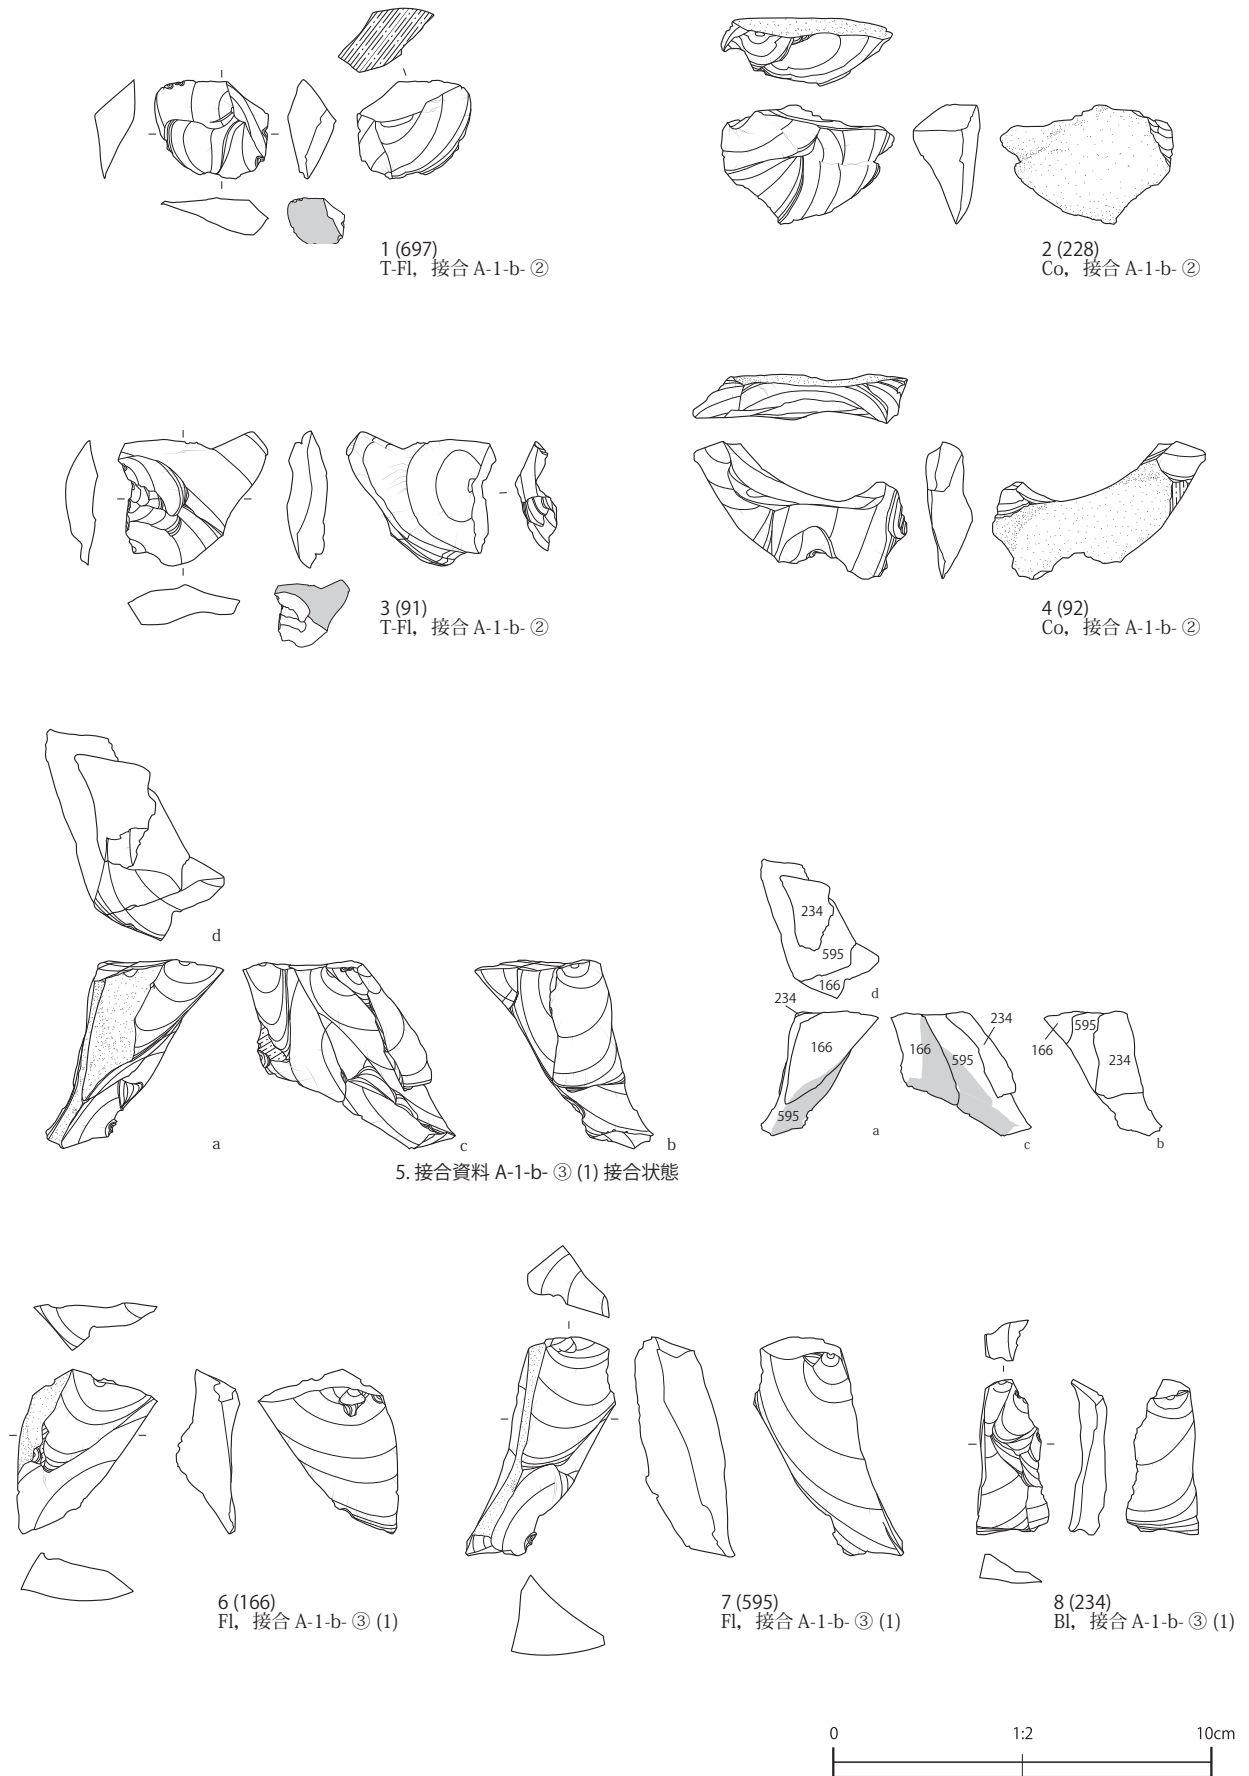 1 (697)
T-Fl，接合 A-1-b- ②
2 (228)
Co，接合 A-1-b- ②
3 (91)
T-Fl，接合 A-1-b- ②
4 (92)
Co，接合 A-1-b- ②
d
a
c
b
234
595
166
d
234
166
595
a
166
595
234
c
166
595
234
b
5. 接合資料 A-1-b- ③ (1) 接合状態
6 (166)
Fl，接合 A-1-b- ③ (1)
7 (595)
Fl，接合 A-1-b- ③ (1)
8 (234)
Bl，接合 A-1-b- ③ (1)
0 1:2 10cm